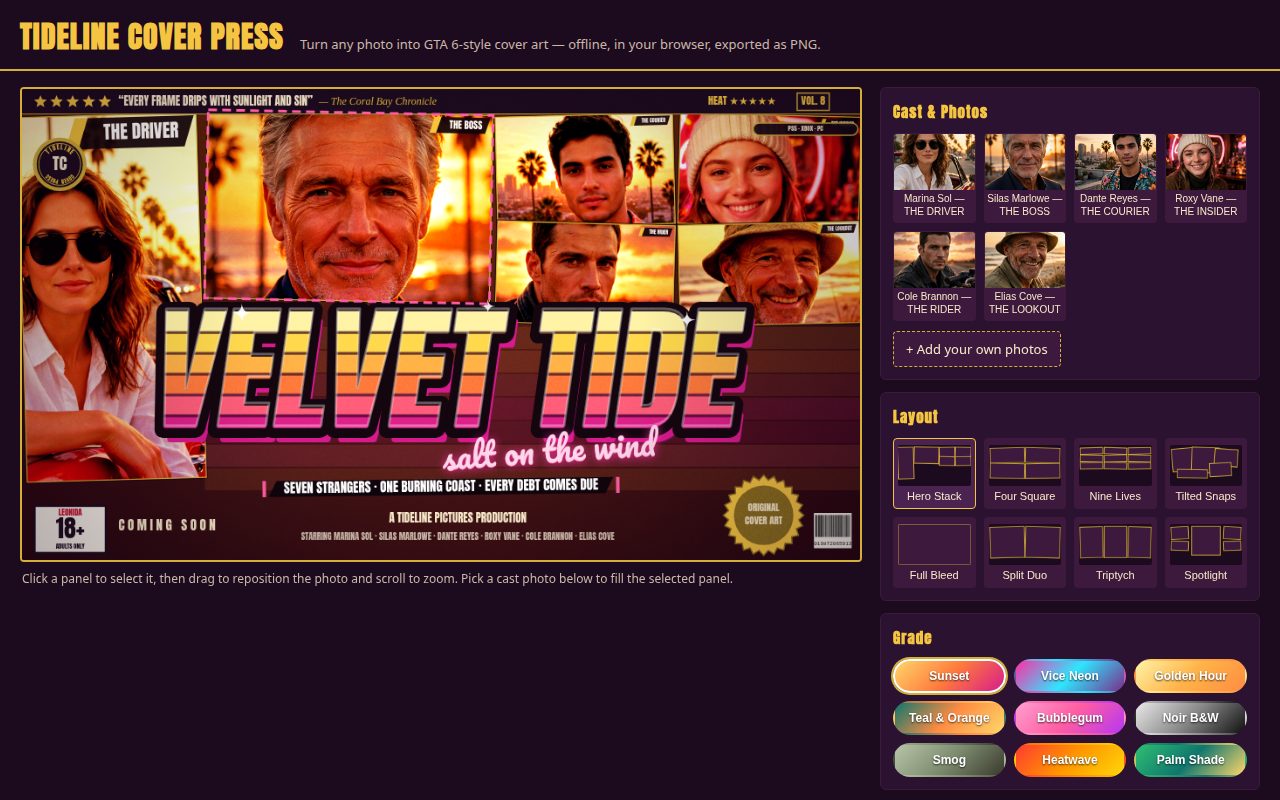 TIDELINE COVER PRESS
Turn any photo into GTA 6-style cover art — offline, in your browser, exported as PNG.
★★★★★ “EVERY FRAME DRIPS WITH SUNLIGHT AND SIN” — The Coral Bay Chronicle
HEAT ★★★★★
VOL. 8
THE DRIVER
THE BOSS
THE COURIER
PS5 · XBOX · PC
TIDELINE
TC
COVER PRESS
THE RIDER
THE LOOKOUT
VELVET TIDE
salt on the wind
SEVEN STRANGERS · ONE BURNING COAST · EVERY DEBT COMES DUE
LEONIDA
18+
ADULTS ONLY
COMING SOON
A TIDELINE PICTURES PRODUCTION
STARRING MARINA SOL · SILAS MARLOWE · DANTE REYES · ROXY VANE · COLE BRANNON · ELIAS COVE
ORIGINAL
COVER ART
Click a panel to select it, then drag to reposition the photo and scroll to zoom. Pick a cast photo below to fill the selected panel.
Cast & Photos
Marina Sol —
THE DRIVER
Silas Marlowe —
THE BOSS
Dante Reyes —
THE COURIER
Roxy Vane —
THE INSIDER
Cole Brannon —
THE RIDER
Elias Cove —
THE LOOKOUT
+ Add your own photos
Layout
Hero Stack
Four Square
Nine Lives
Tilted Snaps
Full Bleed
Split Duo
Triptych
Spotlight
Grade
Sunset
Vice Neon
Golden Hour
Teal & Orange
Bubblegum
Noir B&W
Smog
Heatwave
Palm Shade